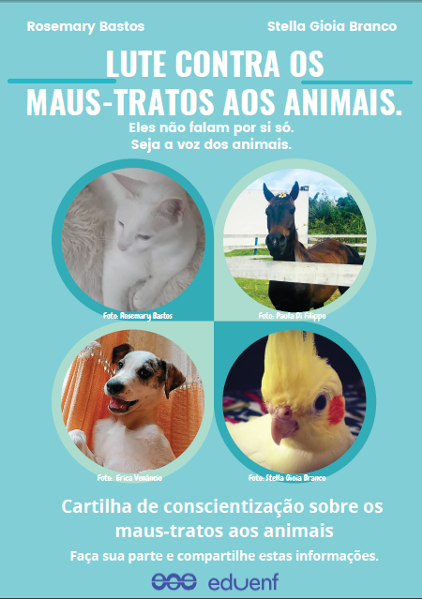 Rosemary Bastos
Stella Gioia Branco
LUTE CONTRA OS
MAUS-TRATOS AOS ANIMAIS.
Eles não falam por si só.
Seja a voz dos animais.
Foto: Rosemary Bastos
Foto: Paula Di Filippo
Foto: Érica Venâncio
Foto: Stella Gioia Branco
Cartilha de conscientização sobre os
maus-tratos aos animais
Faça sua parte e compartilhe estas informações.
eduenf